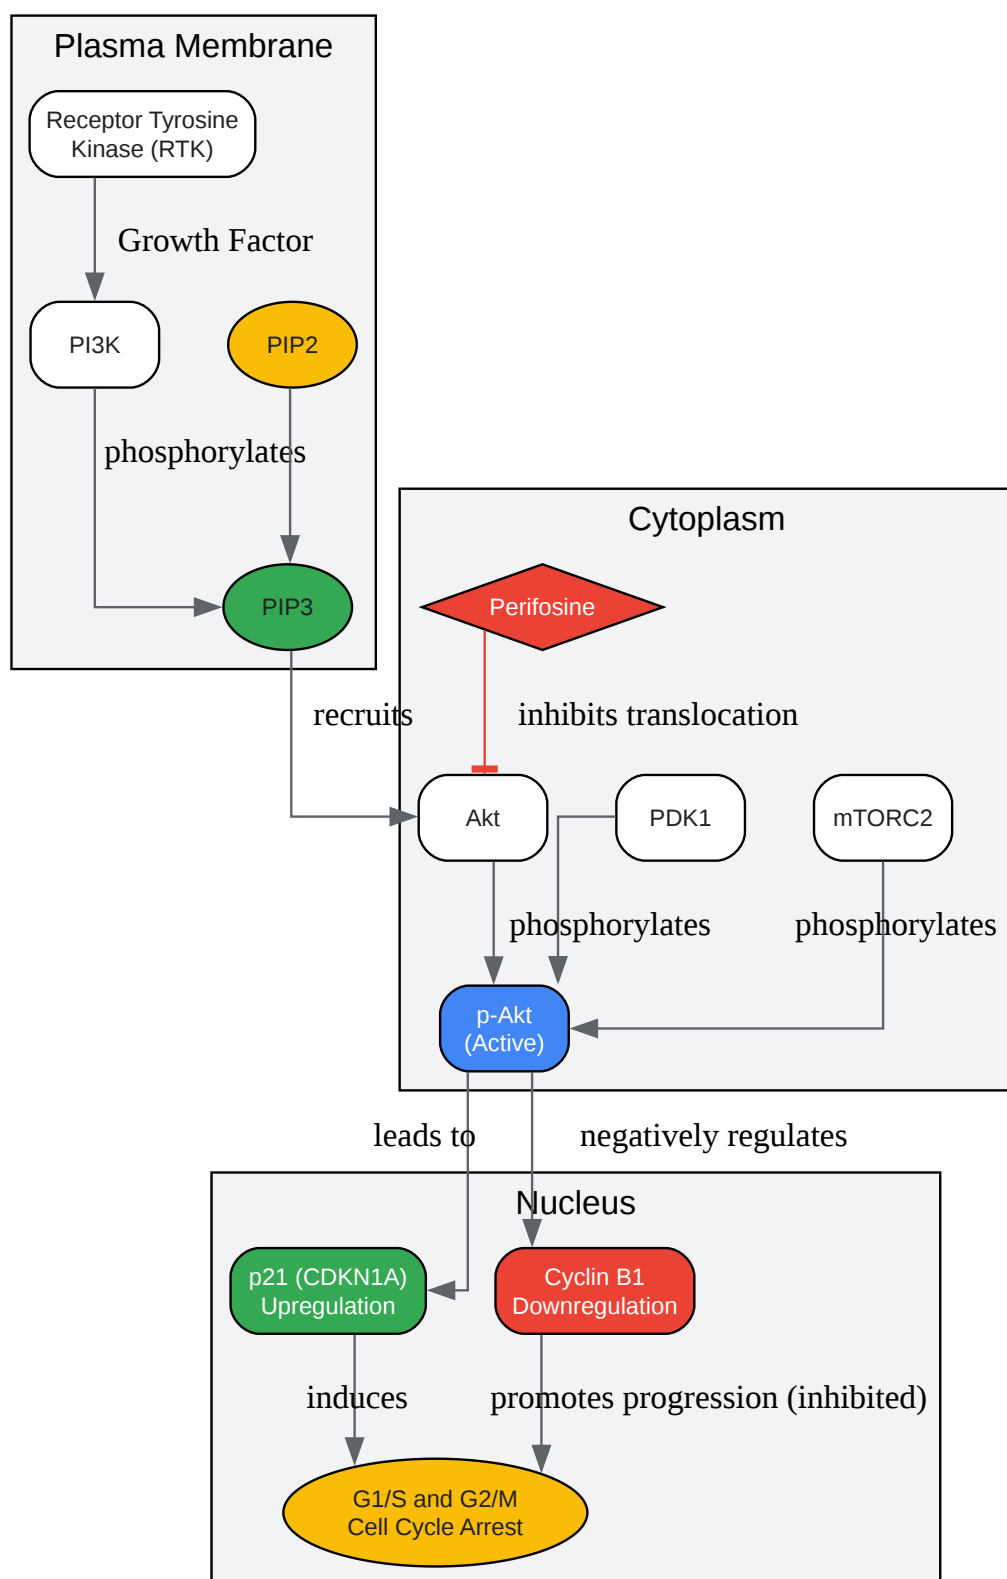 Plasma Membrane
Receptor Tyrosine
Kinase (RTK)
Growth Factor
PI3K
PIP2
phosphorylates
PIP3
Cytoplasm
Perifosine
recruits
inhibits translocation
Akt
PDK1
mTORC2
phosphorylates
phosphorylates
p-Akt
(Active)
leads to
negatively regulates
Nucleus
p21 (CDKN1A)
Upregulation
Cyclin B1
Downregulation
induces
promotes progression (inhibited)
G1/S and G2/M
Cell Cycle Arrest